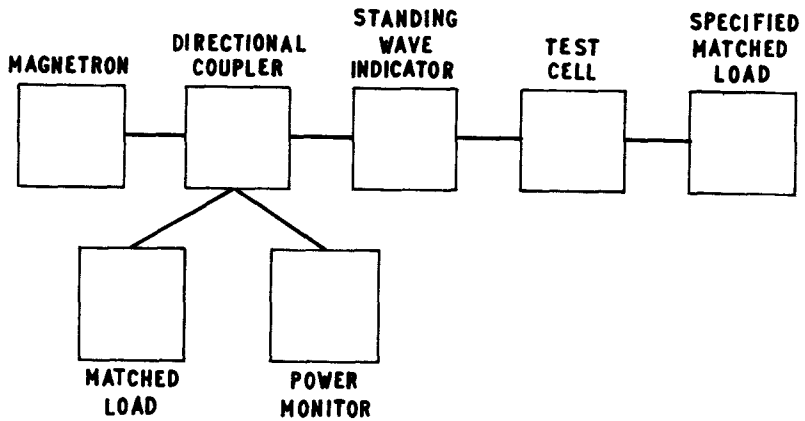 MAGNETRON
DIRECTIONAL
COUPLER
STANDING
WAVE
INDICATOR
TEST
CELL
SPECIFIED
MATCHED
LOAD
MATCHED
LOAD
POWER
MONITOR